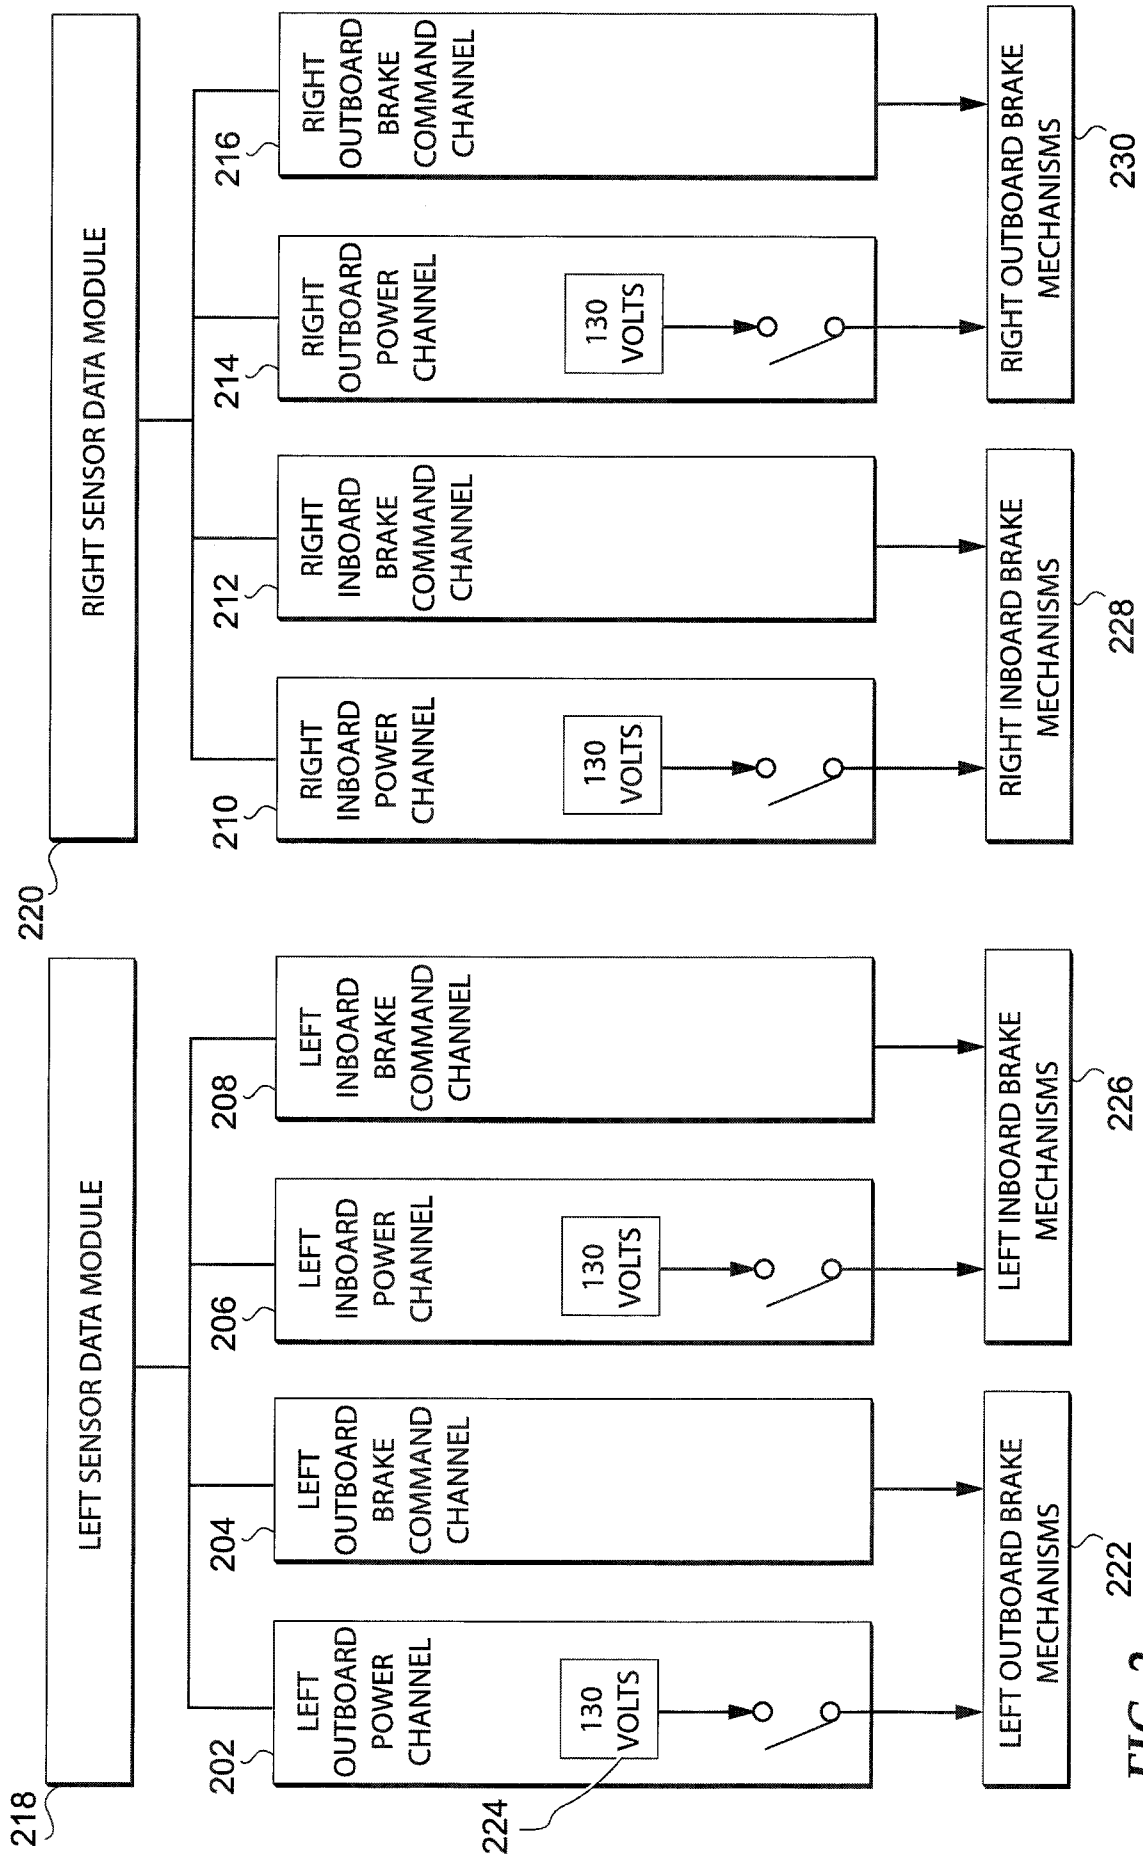 218
LEFT SENSOR DATA MODULE
220
RIGHT SENSOR DATA MODULE
202
LEFT
OUTBOARD
POWER
CHANNEL
204
LEFT
OUTBOARD
BRAKE
COMMAND
CHANNEL
206
LEFT
INBOARD
POWER
CHANNEL
208
LEFT
INBOARD
BRAKE
COMMAND
CHANNEL
210
RIGHT
INBOARD
POWER
CHANNEL
212
RIGHT
INBOARD
BRAKE
COMMAND
CHANNEL
214
RIGHT
OUTBOARD
POWER
CHANNEL
216
RIGHT
OUTBOARD
BRAKE
COMMAND
CHANNEL
224
130
VOLTS
130
VOLTS
130
VOLTS
130
VOLTS
LEFT OUTBOARD BRAKE
MECHANISMS
222
LEFT INBOARD BRAKE
MECHANISMS
226
RIGHT INBOARD BRAKE
MECHANISMS
228
RIGHT OUTBOARD BRAKE
MECHANISMS
230